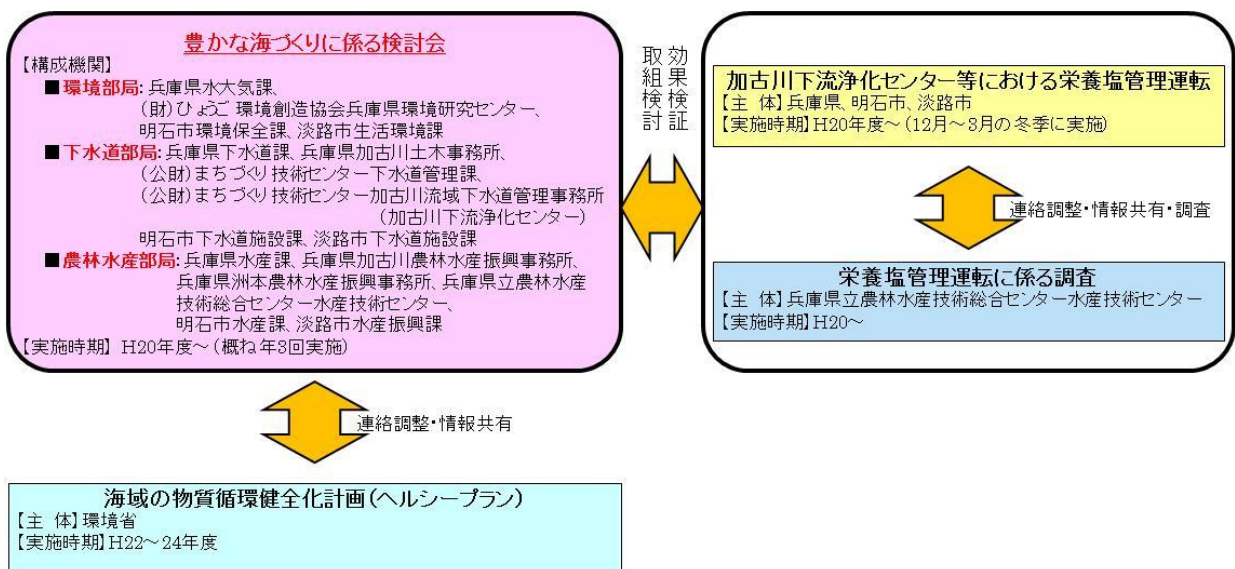 豊かな海づくりに係る検討会
【構成機関】
■環境部局:兵庫県水大気課、
(財)ひょうご環境創造協会兵庫県環境研究センター、
明石市環境保全課、淡路市生活環境課
■下水道部局:兵庫県下水道課、兵庫県加古川土木事務所、
(公財)まちづくり技術センター下水道管理課、
(公財)まちづくり技術センター加古川流域下水道管理事務所
(加古川下流浄化センター)
明石市下水道施設課、淡路市下水道施設課
■農林水産部局:兵庫県水産課、兵庫県加古川農林水産振興事務所、
兵庫県洲本農林水産振興事務所、兵庫県立農林水産
技術総合センター水産技術センター、
明石市水産課、淡路市水産振興課
【実施時期】H20年度~(概ね年3回実施)
効果検証
取組検討
加古川下流浄化センター等における栄養塩管理運転
【主 体】兵庫県、明石市、淡路市
【実施時期】H20年度~(12月~3月の冬季に実施)
連絡調整・情報共有・調査
栄養塩管理運転に係る調査
【主 体】兵庫県立農林水産技術総合センター水産技術センター
【実施時期】H20~
連絡調整・情報共有
海域の物質循環健全化計画(ヘルシープラン)
【主 体】環境省
【実施時期】H22~24年度